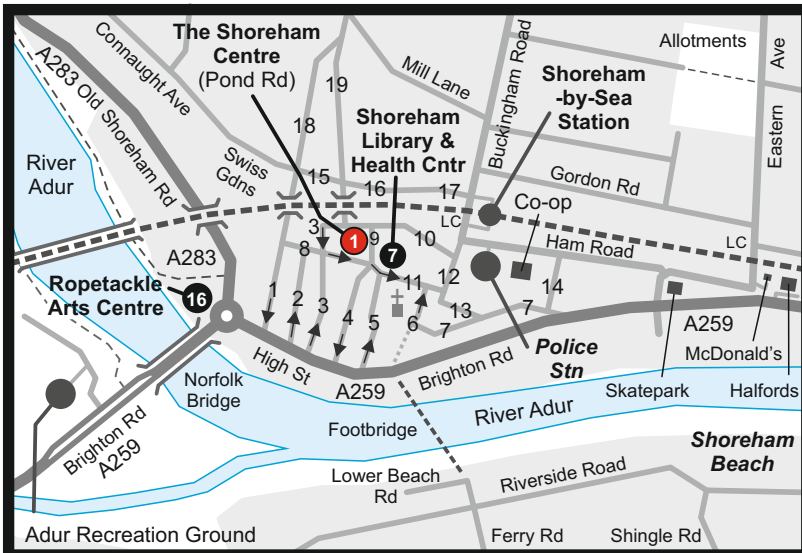 The Shoreham
Centre
(Pond Rd)
Connaught Ave
A283 Old Shoreham Rd
Mill Lane
Buckingham Road
Allotments
Eastern
Ave
Shoreham
-by-Sea
Station
Shoreham
Library &
Health Cntr
19
18
River
Adur
Swiss
Gdns
15
16
17
Gordon Rd
LC
Co-op
3
1
9
7
10
Ham Road
LC
8
A283
11
12
14
Ropetackle
Arts Centre
16
1
2
3
4
5
6
7
13
7
High St
A259
Brighton Rd
Police
Stn
A259
McDonald's
Norfolk
Bridge
Skatepark
Halfords
Brighton Rd
A259
Footbridge
River Adur
Shoreham
Beach
Lower Beach
Rd
Riverside Road
Adur Recreation Ground
Ferry Rd
Shingle Rd